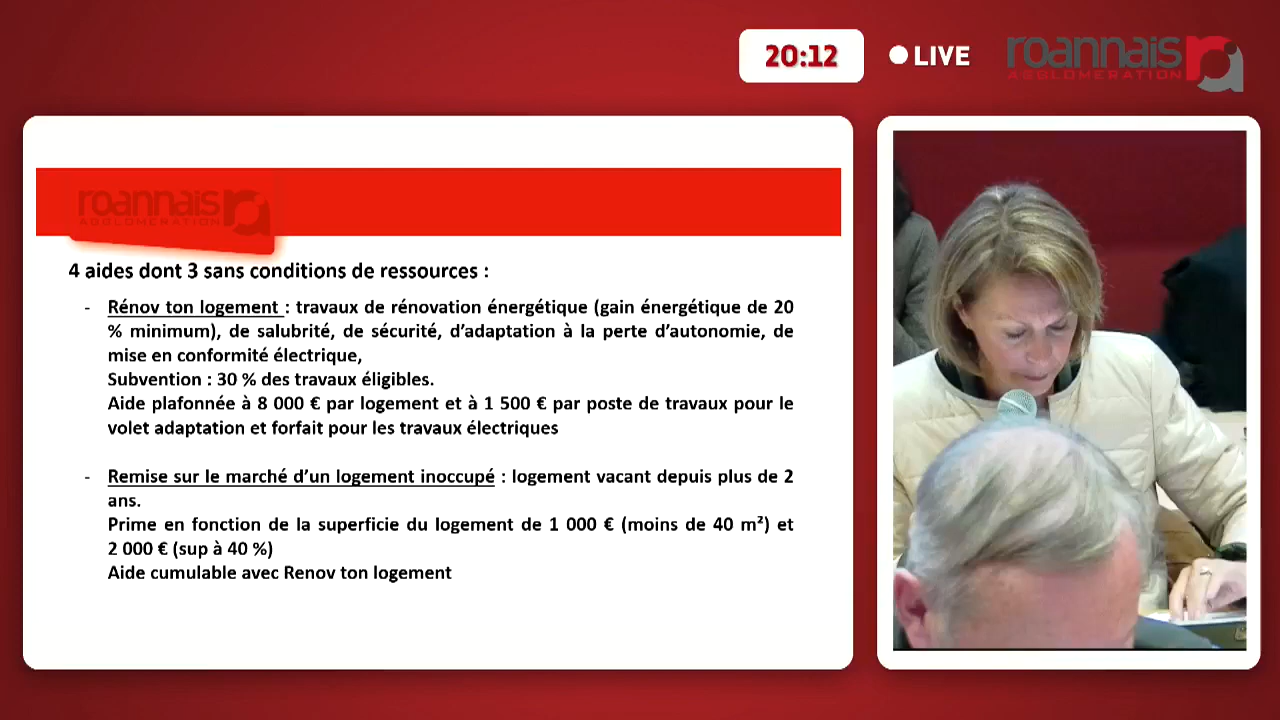 20:12
LIVE
roannais
AGGLOMÉRATION
roannais
AGGLOMÉRATION
4 aides dont 3 sans conditions de ressources :
- Rénov ton logement : travaux de rénovation énergétique (gain énergétique de 20
% minimum), de salubrité, de sécurité, d’adaptation à la perte d’autonomie, de
mise en conformité électrique,
Subvention : 30 % des travaux éligibles.
Aide plafonnée à 8 000 € par logement et à 1 500 € par poste de travaux pour le
volet adaptation et forfait pour les travaux électriques
- Remise sur le marché d’un logement inoccupé : logement vacant depuis plus de 2
ans.
Prime en fonction de la superficie du logement de 1 000 € (moins de 40 m²) et
2 000 € (sup à 40 %)
Aide cumulable avec Renov ton logement